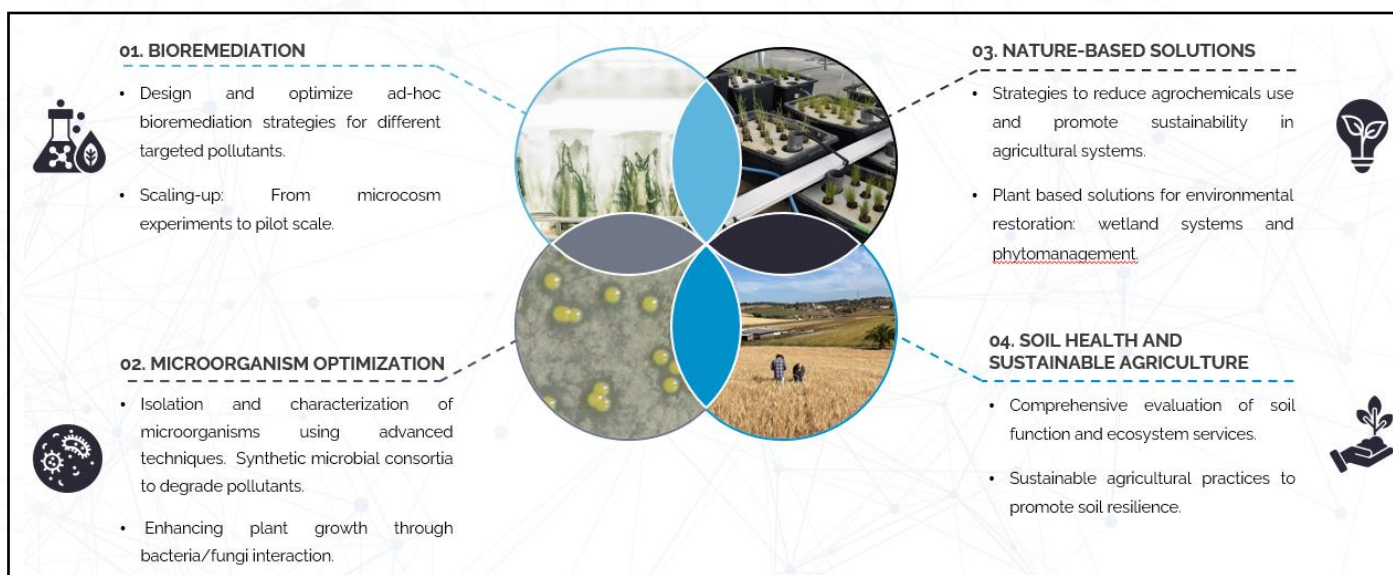 01. BIOREMEDIATION
• Design and optimize ad-hoc
bioremediation strategies for different
targeted pollutants.
• Scaling-up: From microcosm
experiments to pilot scale.
02. MICROORGANISM OPTIMIZATION
• Isolation and characterization of
microorganisms using advanced
techniques. Synthetic microbial consortia
to degrade pollutants.
• Enhancing plant growth through
bacteria/fungi interaction.
03. NATURE-BASED SOLUTIONS
• Strategies to reduce agrochemicals use
and promote sustainability in
agricultural systems.
• Plant based solutions for environmental
restoration: wetland systems and
phytomanagement.
04. SOIL HEALTH AND
SUSTAINABLE AGRICULTURE
• Comprehensive evaluation of soil
function and ecosystem services.
• Sustainable agricultural practices to
promote soil resilience.